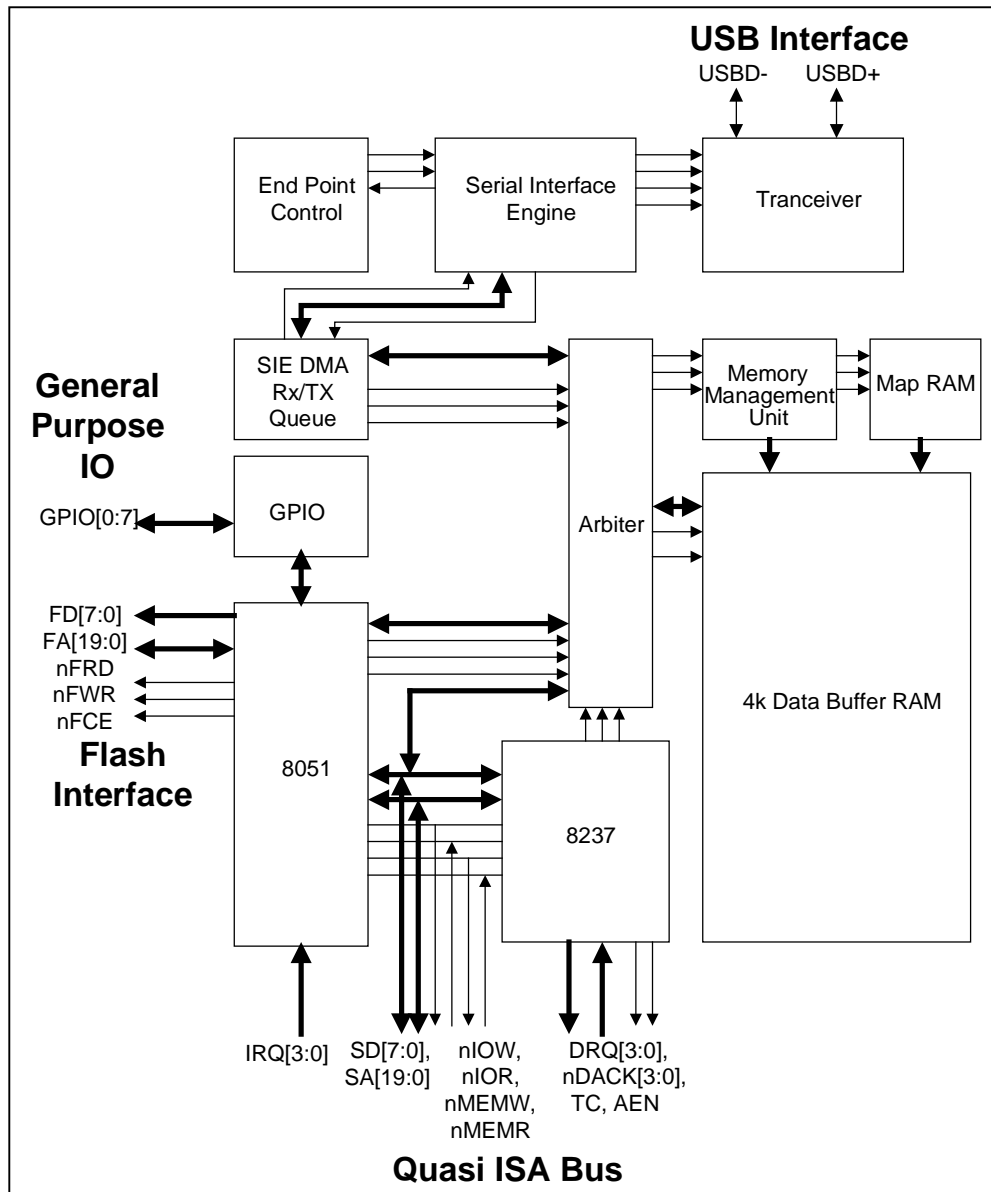 USB Interface
USBD-
USBD+
End Point
Control
Serial Interface
Engine
Tranceiver
General
Purpose
IO
SIE DMA
Rx/TX
Queue
Memory
Management
Unit
Map RAM
GPIO[0:7]
GPIO
Arbiter
FD[7:0]
FA[19:0]
nFRD
nFWR
nFCE
Flash
Interface
8051
4k Data Buffer RAM
8237
IRQ[3:0]
SD[7:0],
SA[19:0]
nIOW,
nIOR,
nMEMW,
nMEMR
DRQ[3:0],
nDACK[3:0],
TC, AEN
Quasi ISA Bus